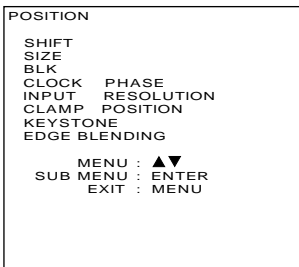 POSITION
SHIFT
SIZE
BLK
CLOCK PHASE
INPUT RESOLUTION
CLAMP POSITION
KEYSTONE
EDGE BLENDING
MENU : ▲▼
SUB MENU : ENTER
EXIT : MENU